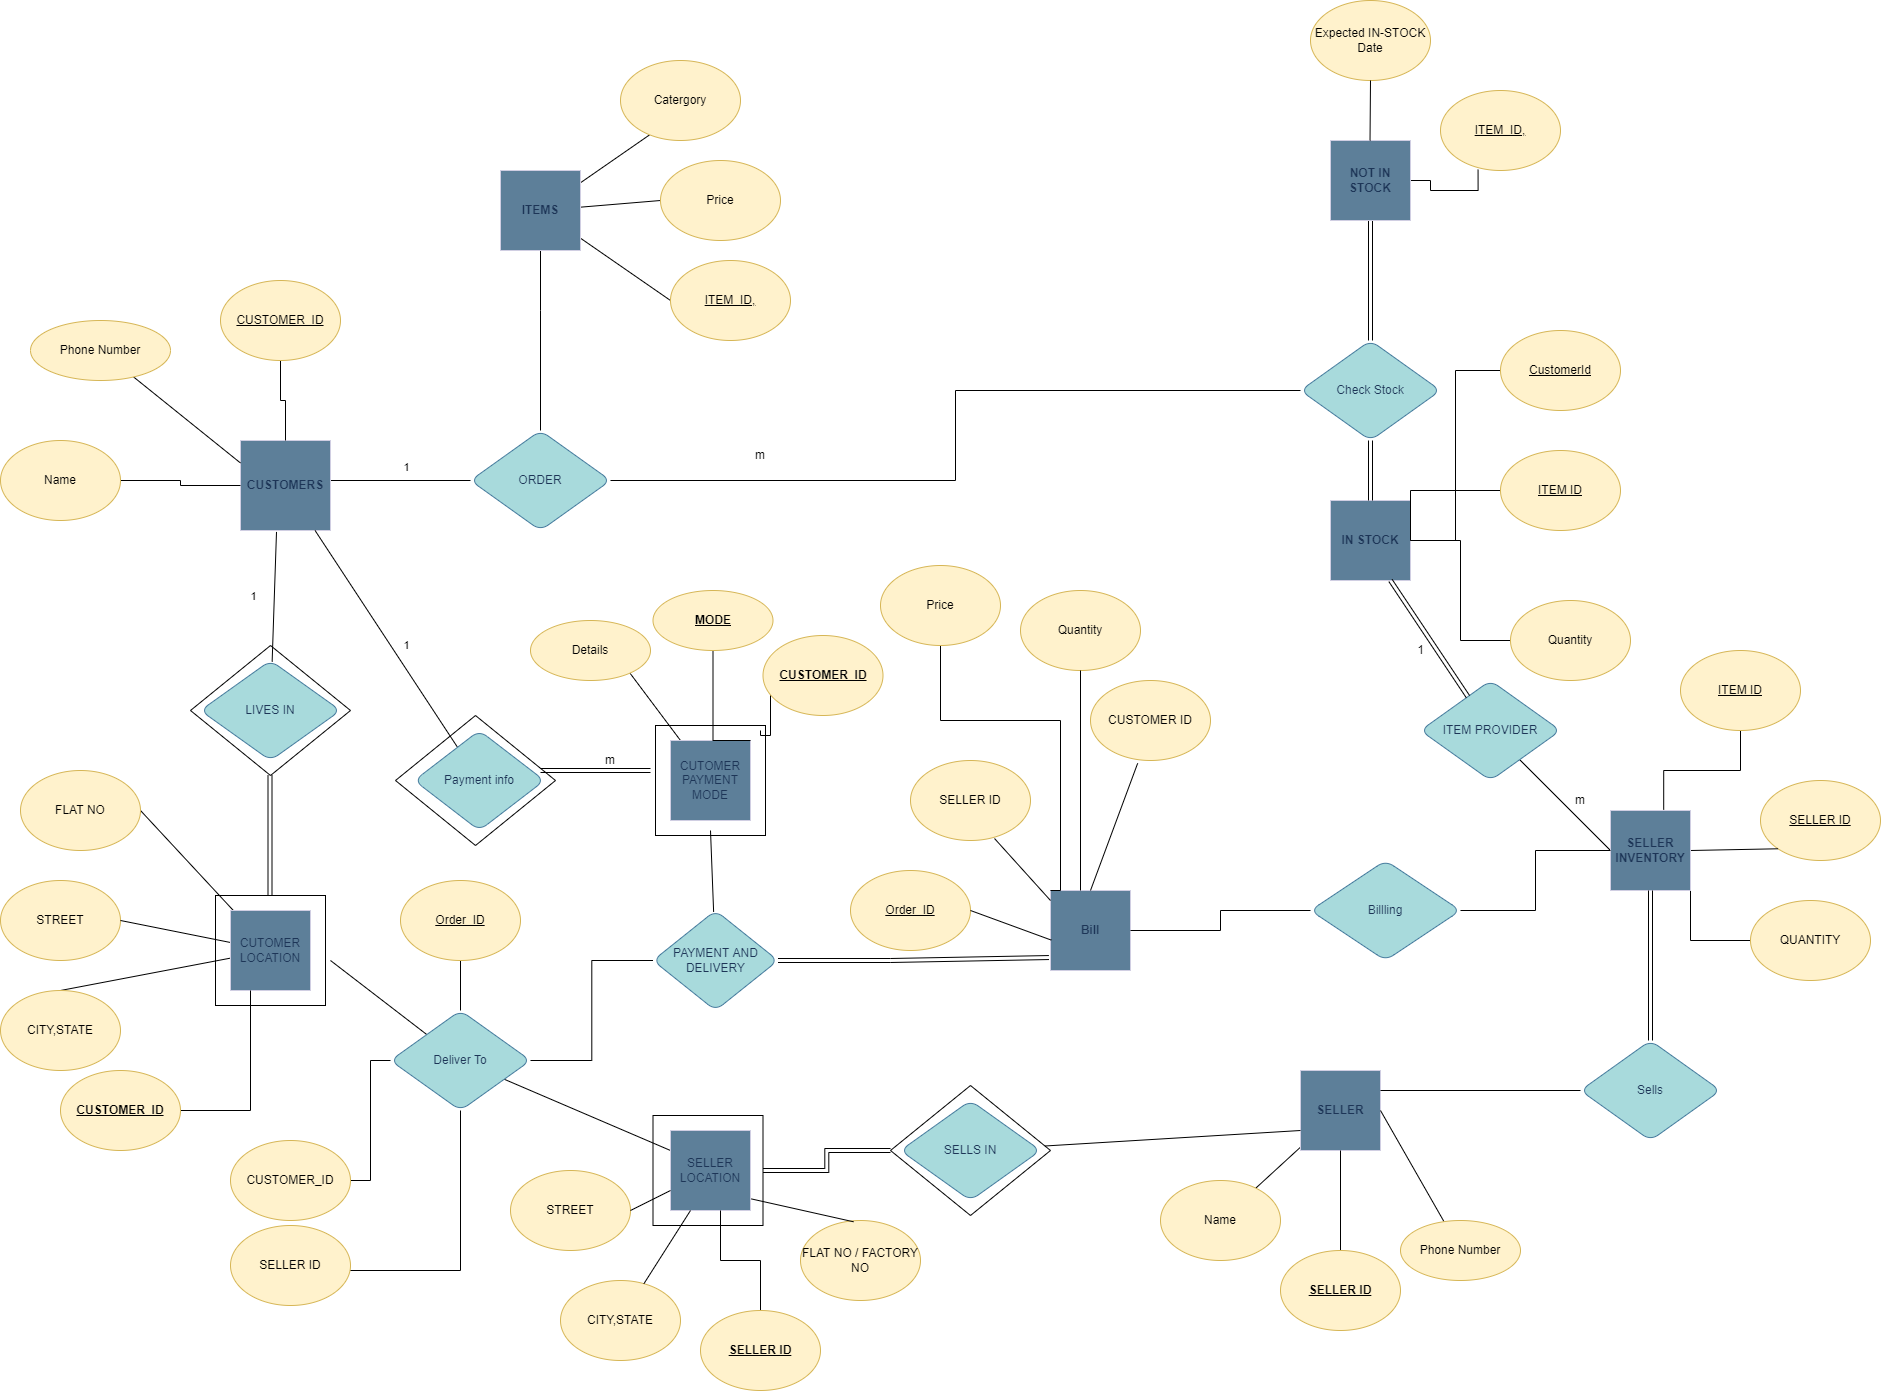 Expected IN-STOCK
Date
Catergory
ITEM_ID,
NOT IN
STOCK
Price
ITEMS
ITEM_ID,
CUSTOMER_ID
Phone Number
CustomerId
Check Stock
m
1
Name
CUSTOMERS
ORDER
ITEM ID
IN STOCK
1
Price
MODE
Quantity
Quantity
1
Details
1
CUSTOMER_ID
ITEM ID
LIVES IN
CUSTOMER ID
ITEM PROVIDER
m
Payment info
CUTOMER
PAYMENT
MODE
SELLER ID
m
FLAT NO
SELLER ID
SELLER
INVENTORY
STREET
Order_ID
Order_ID
Bill
Billling
QUANTITY
CUTOMER
LOCATION
PAYMENT AND
DELIVERY
CITY,STATE
Deliver To
CUSTOMER_ID
SELLER
Sells
SELLER
LOCATION
SELLS IN
CUSTOMER_ID
STREET
Name
FLAT NO / FACTORY
NO
Phone Number
SELLER ID
SELLER ID
CITY,STATE
SELLER ID